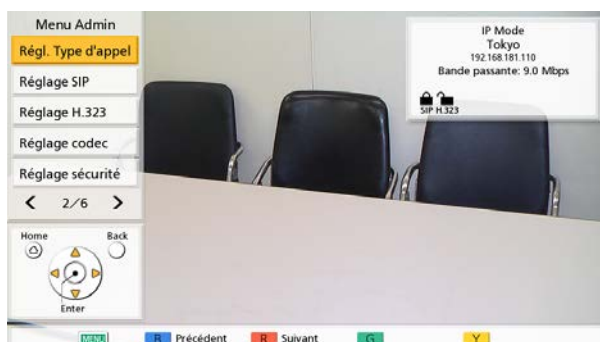 Menu Admin
Régl. Type d'appel
Réglage SIP
Réglage H.323
Réglage codec
Réglage sécurité
2/6
Home
Back
Enter
IP Mode
Tokyo
192.168.181.110
Bande passante: 9.0 Mbps
SIP H.323
MENU B Précédent R Suivant G Y